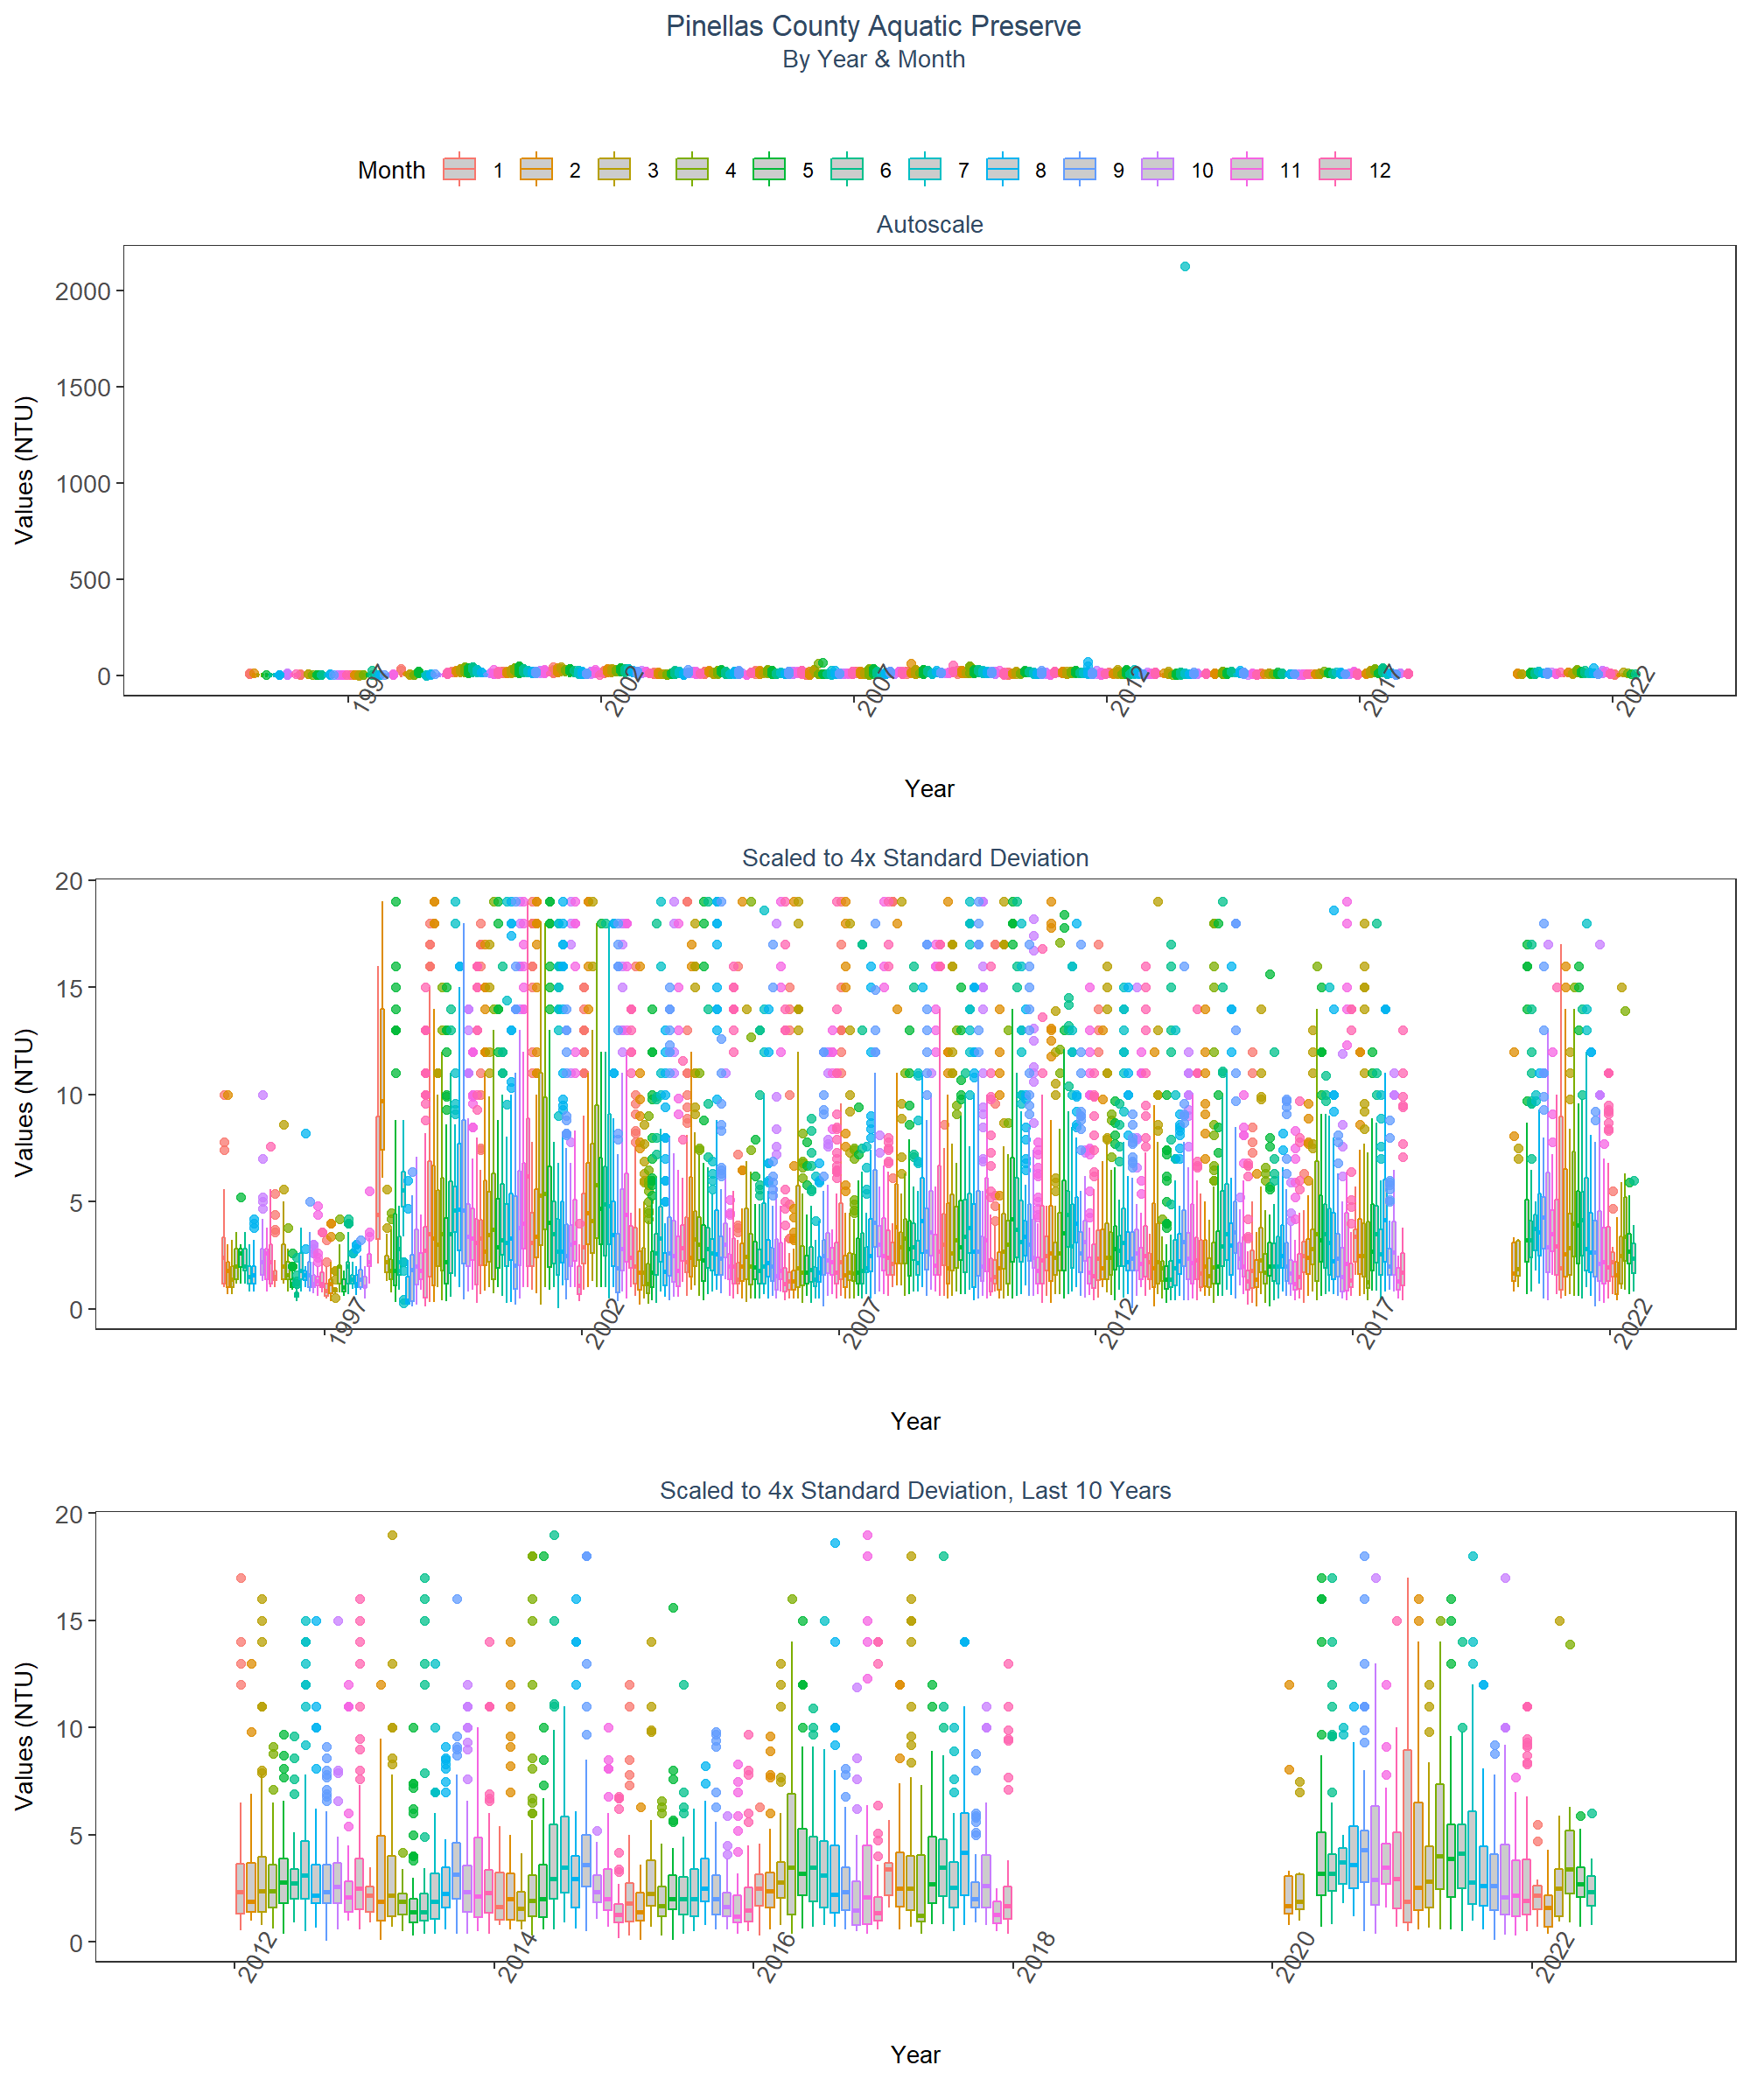 Pinellas County Aquatic Preserve
By Year & Month
Month 1 2 3 4 5 6 7 8 9 10 11 12
Autoscale
Values (NTU)
2000
1500
1000
500
0
1997 2002 2007 2012 2017 2022
Year
Scaled to 4x Standard Deviation
Values (NTU)
20
15
10
5
0
1997 2002 2007 2012 2017 2022
Year
Scaled to 4x Standard Deviation, Last 10 Years
Values (NTU)
20
15
10
5
0
2012 2014 2016 2018 2020 2022
Year